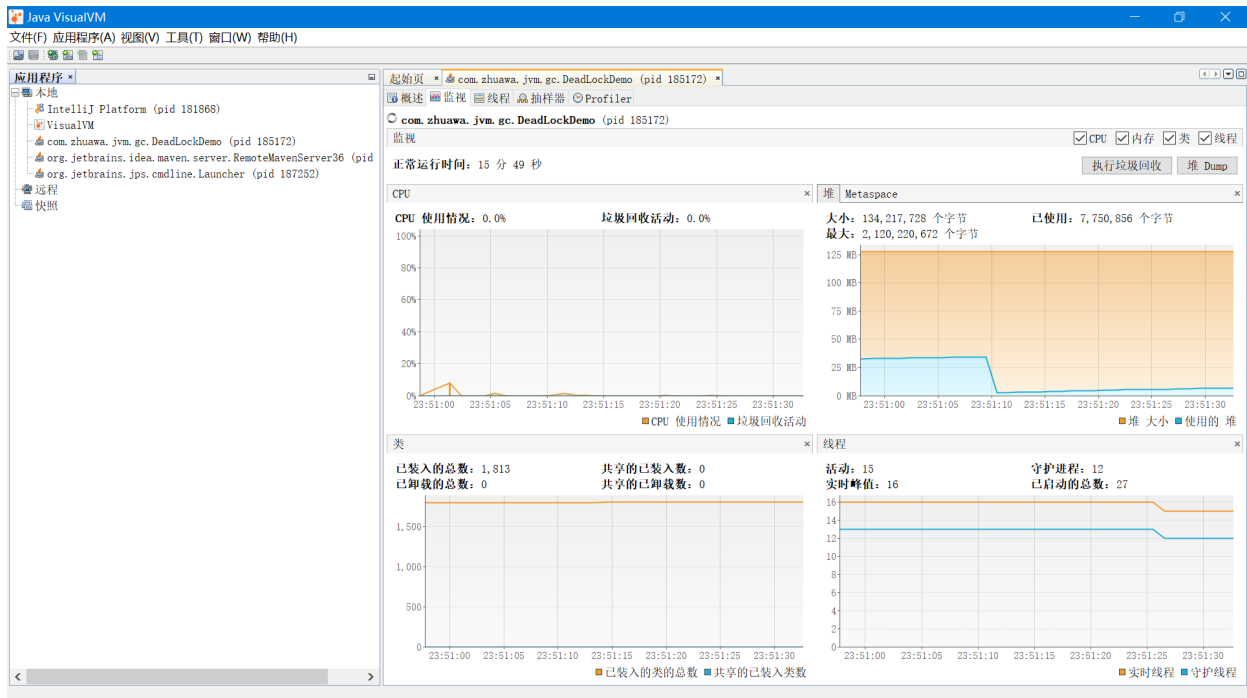 Java VisualVM
文件(F) 应用程序(A) 视图(V) 工具(T) 窗口(W) 帮助(H)
应用程序
本地
IntelliJ Platform (pid 181868)
VisualVM
com.zhuawa.jvm.gc.DeadLockDemo (pid 185172)
org.jetbrains.idea.maven.server.RemoteMavenServer36 (pid
org.jetbrains.jps.cmdline.Launcher (pid 187252)
远程
快照
起始页 com.zhuawa.jvm.gc.DeadLockDemo (pid 185172)
概述 监视 线程 抽样器 Profiler
com.zhuawa.jvm.gc.DeadLockDemo (pid 185172)
监视 CPU 内存 类 线程
正常运行时间: 15 分 49 秒 执行垃圾回收 堆 Dump
CPU
CPU 使用情况: 0.0% 垃圾回收活动: 0.0%
100%
80%
60%
40%
20%
0%
23:51:00 23:51:05 23:51:10 23:51:15 23:51:20 23:51:25 23:51:30
CPU 使用情况 垃圾回收活动
堆 Metaspace
大小: 134,217,728 个字节 已使用: 7,750,856 个字节
最大: 2,120,220,672 个字节
125 MB
100 MB
75 MB
50 MB
25 MB
0 MB
23:51:00 23:51:05 23:51:10 23:51:15 23:51:20 23:51:25 23:51:30
堆 大小 使用的 堆
类
已装入的总数: 1,813 共享的已装入数: 0
已卸载的总数: 0 共享的已卸载数: 0
1,500
1,000
500
0
23:51:00 23:51:05 23:51:10 23:51:15 23:51:20 23:51:25 23:51:30
已装入的类的总数 共享的已装入类数
线程
活动: 15 守护进程: 12
实时峰值: 16 已启动的总数: 27
16
14
12
10
8
6
4
2
0
23:51:00 23:51:05 23:51:10 23:51:15 23:51:20 23:51:25 23:51:30
实时线程 守护线程